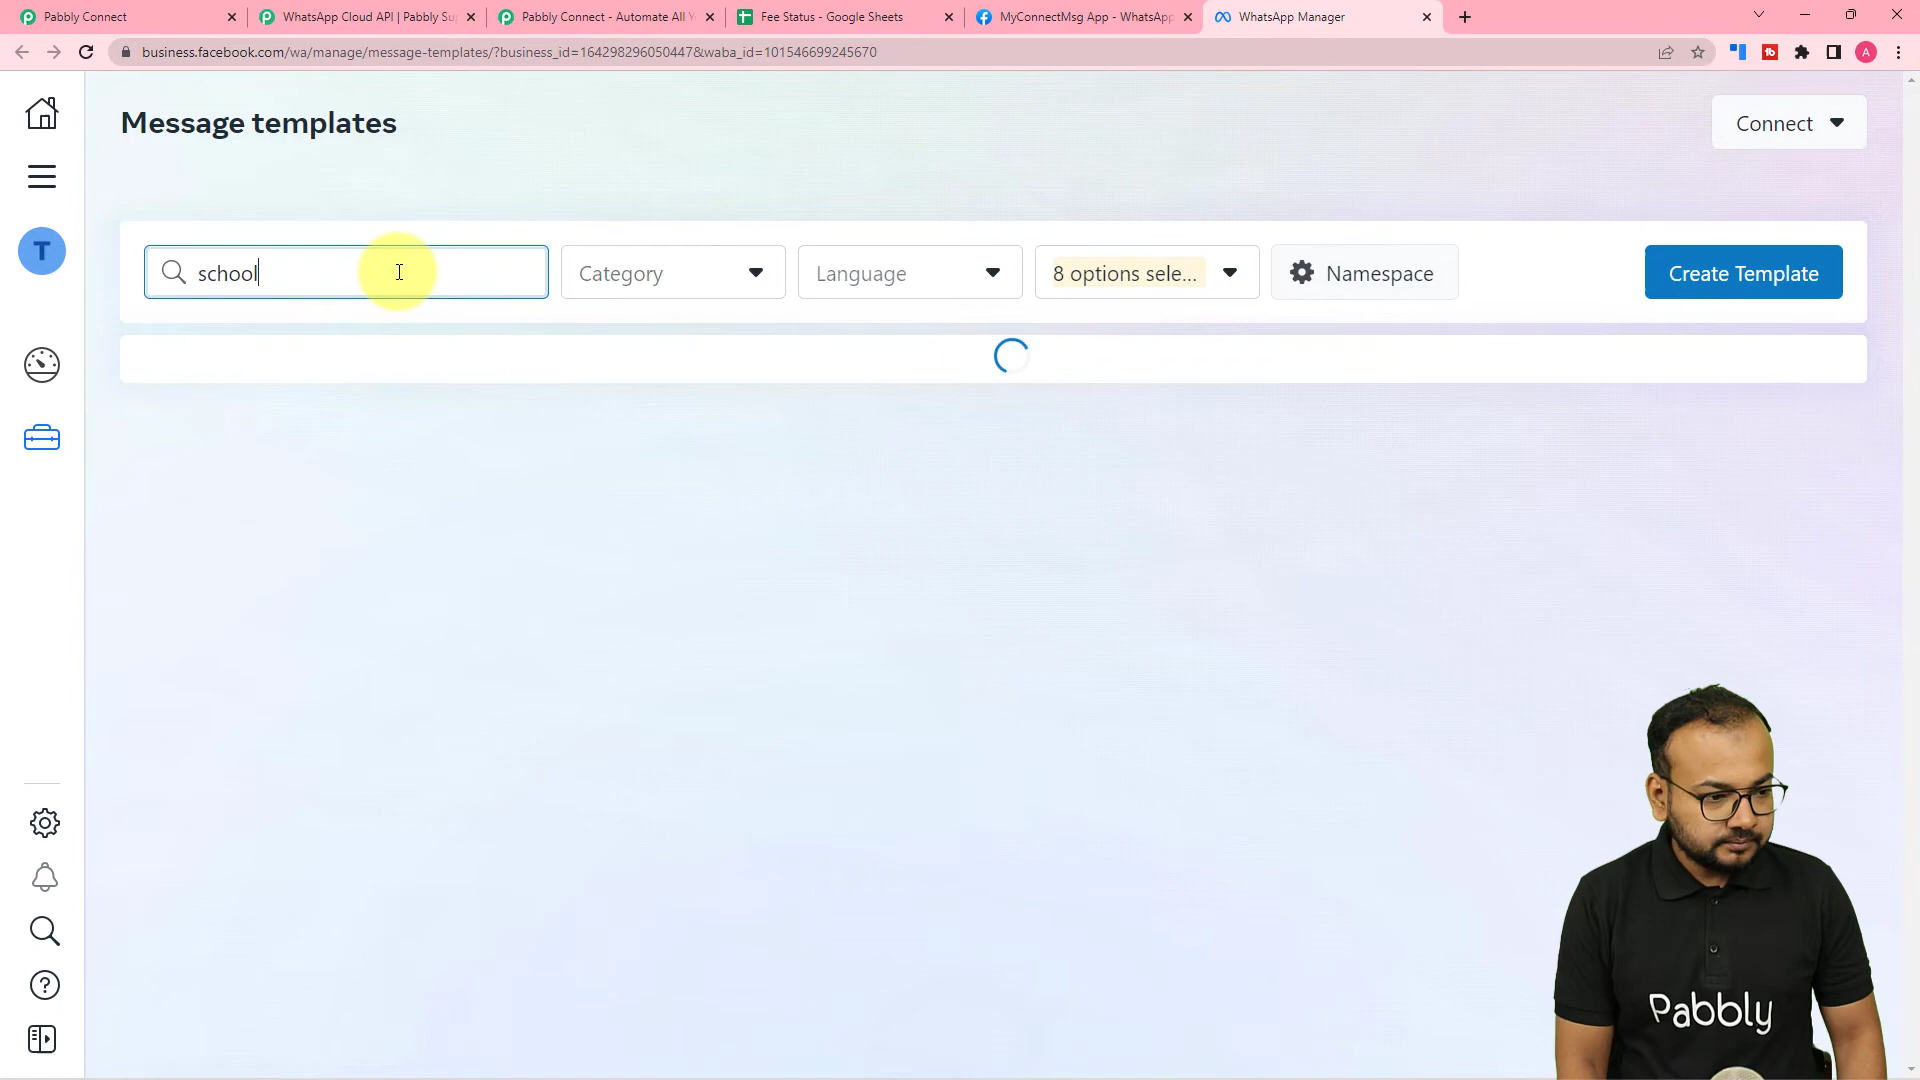 Pabbly Connect
WhatsApp Cloud API | Pabbly Su
Pabbly Connect - Automate All Y
Fee Status - Google Sheets
MyConnectMsg App - WhatsApp
WhatsApp Manager
business.facebook.com/wa/manage/message-templates/?business_id=164298296050447&waba_id=101546699245670
A
Message templates
Connect
T
school
Category
Language
8 options sele...
Namespace
Create Template
Pabbly